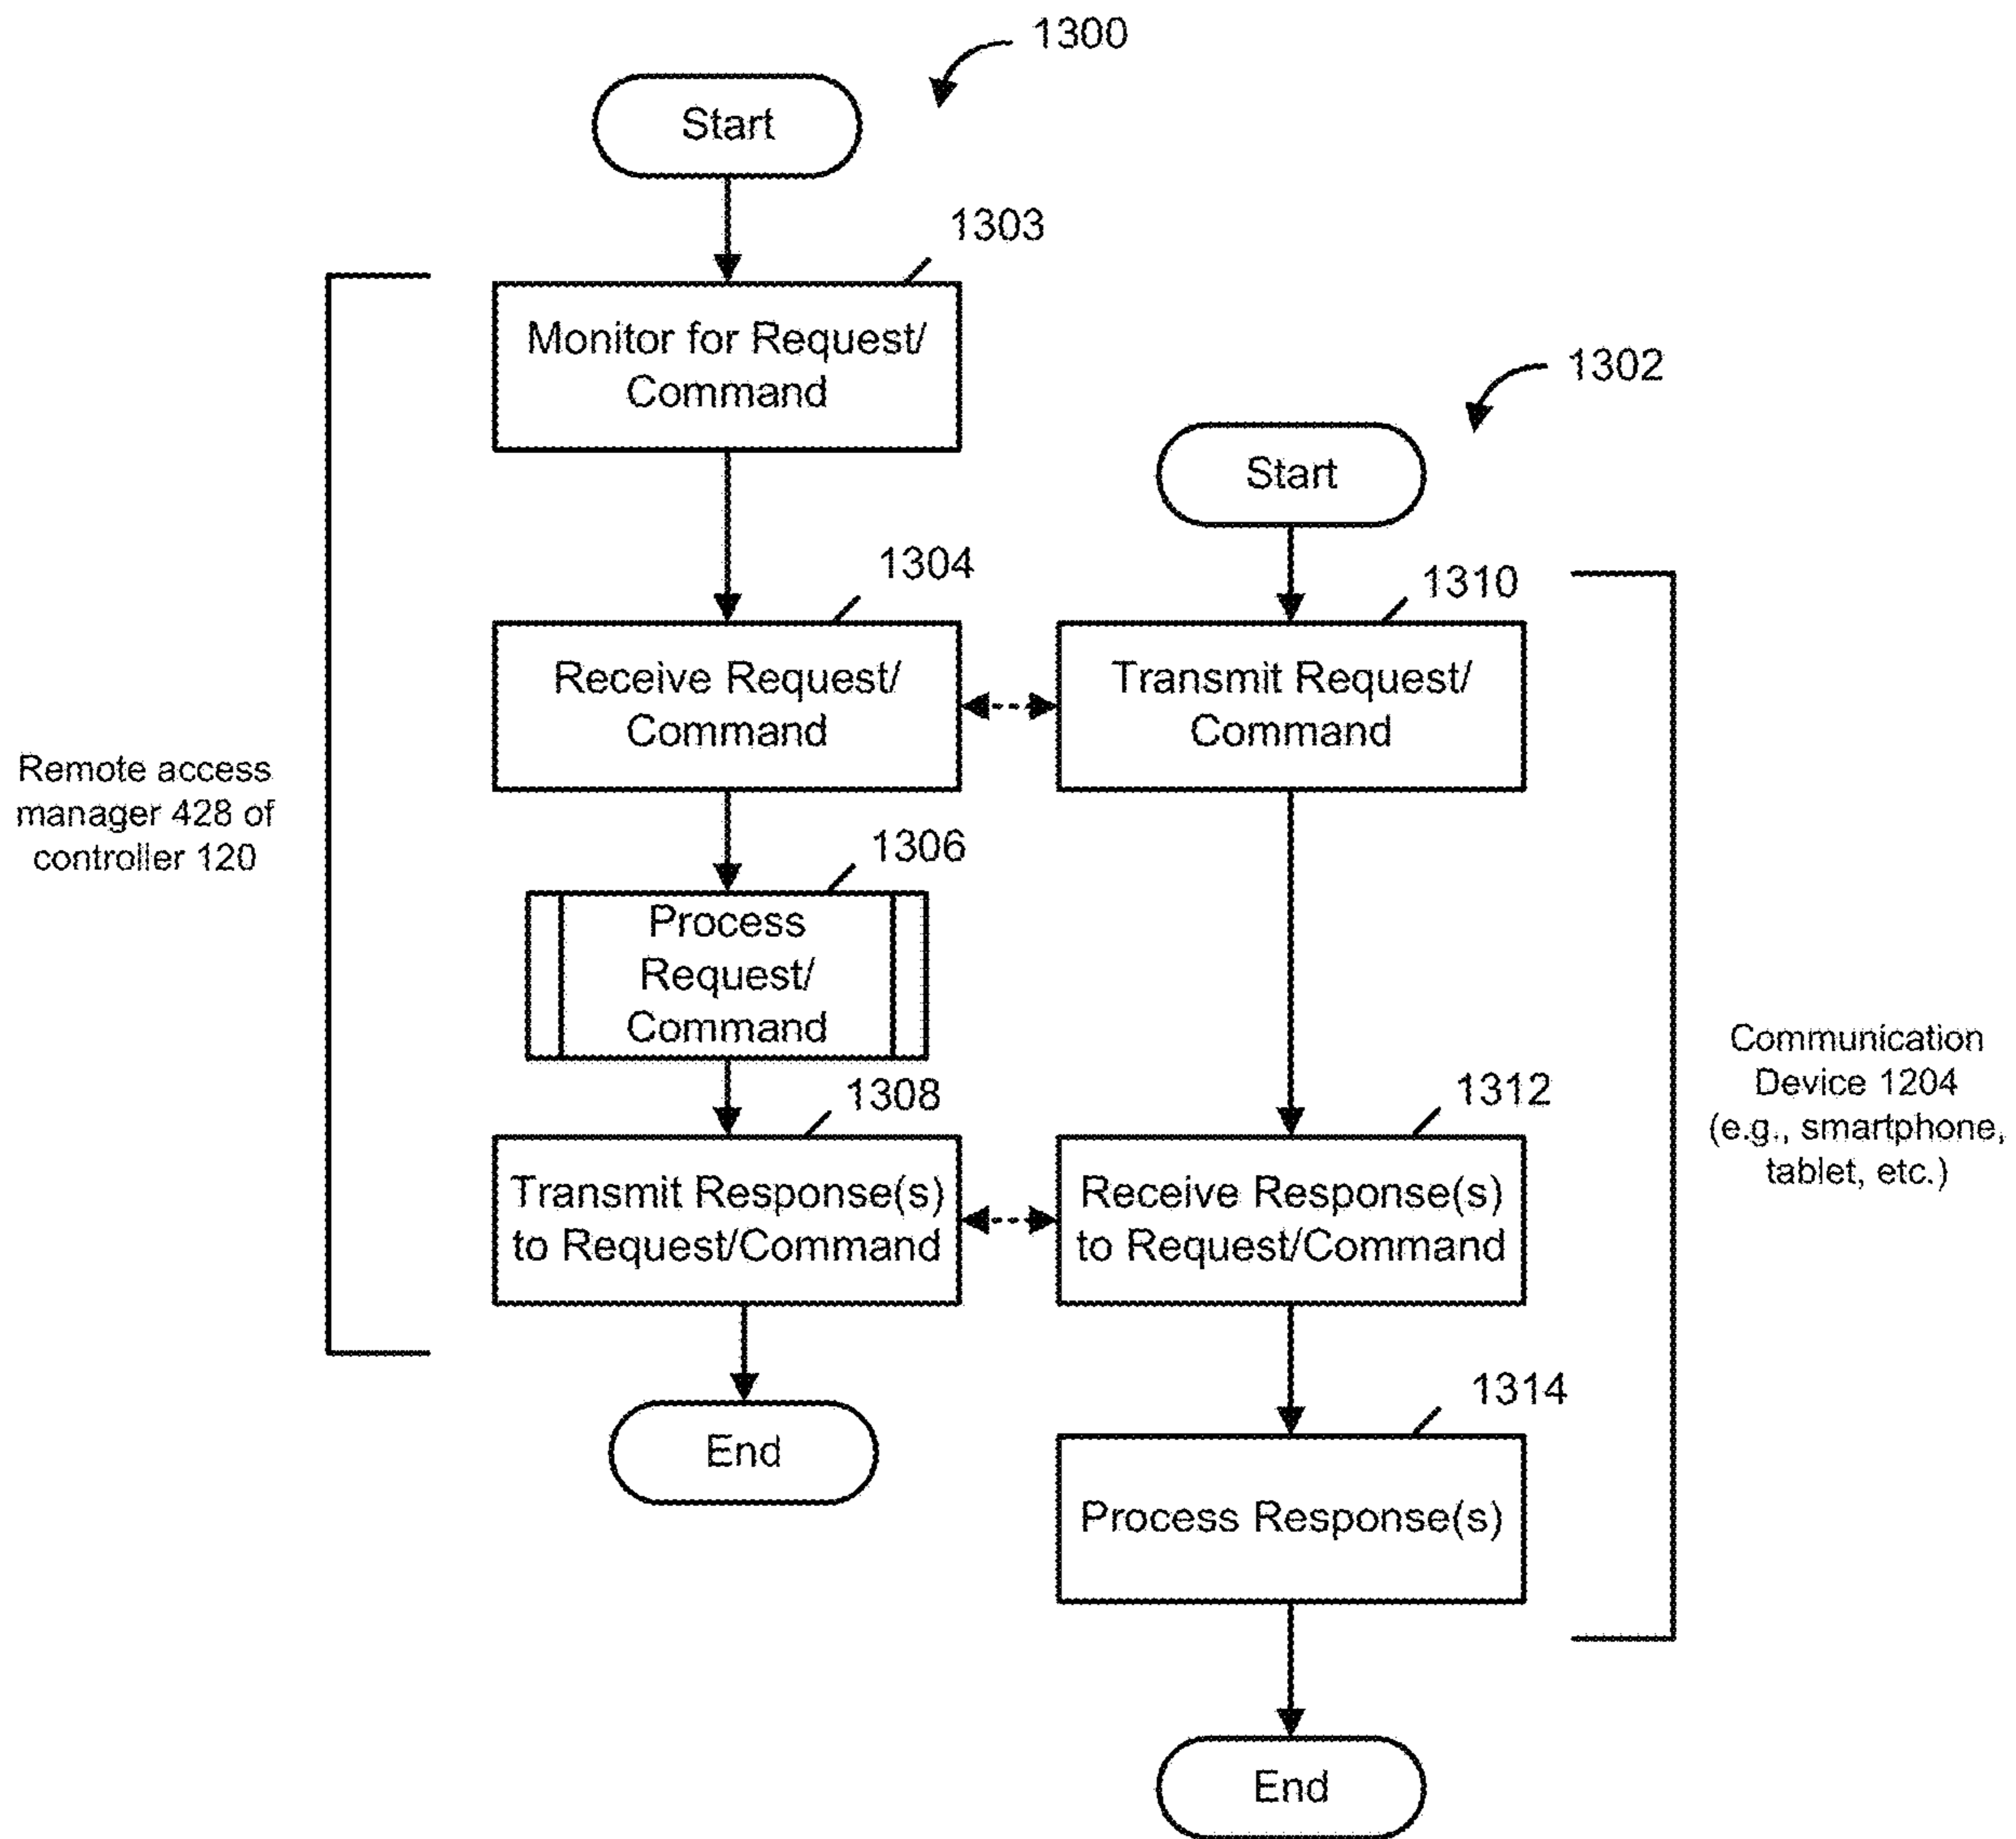 1300
Start
1303
Monitor for Request/
Command
1302
Start
1304
Receive Request/
Command
1310
Transmit Request/
Command
Remote access
manager 428 of
controller 120
1306
Process
Request/
Command
1308
Transmit Response(s)
to Request/Command
1312
Receive Response(s)
to Request/Command
Communication
Device 1204
(e.g., smartphone,
tablet, etc.)
End
1314
Process Response(s)
End